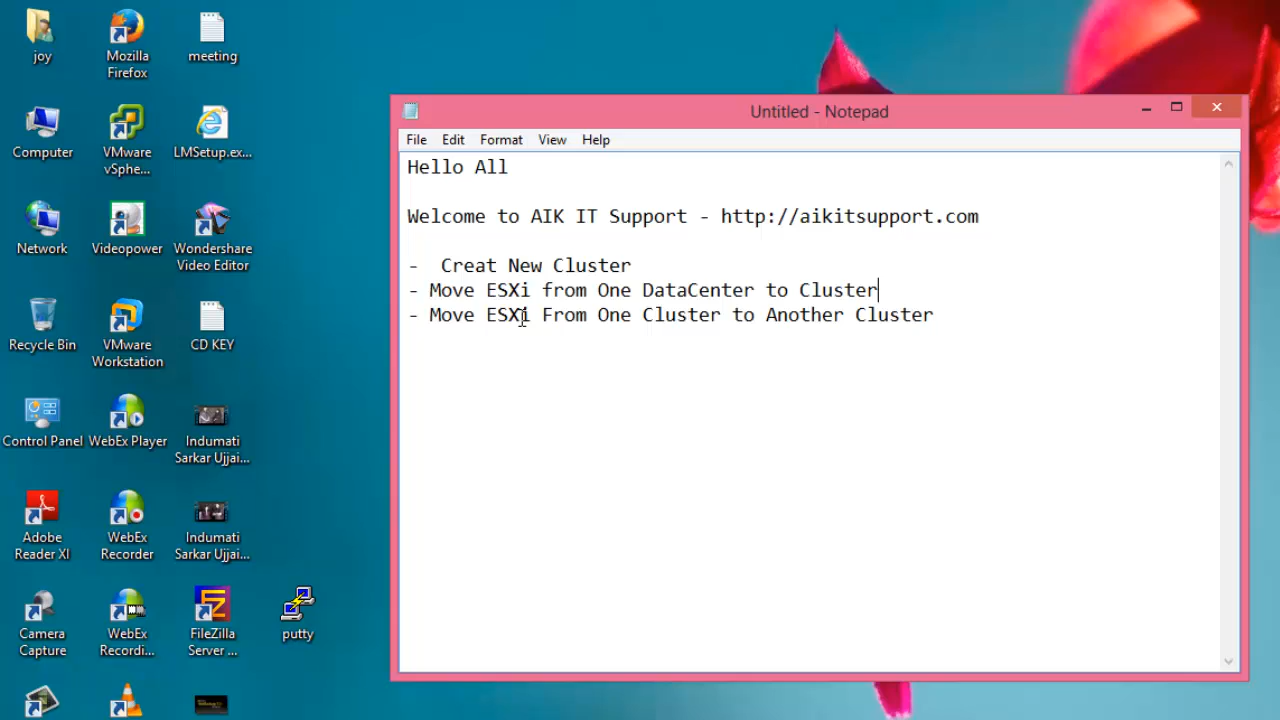 joy
Mozilla
Firefox
meeting
Computer
VMware
vSphe...
LMSetup.ex...
Network
Videopower
Wondershare
Video Editor
Recycle Bin
VMware
Workstation
CD KEY
Control Panel
WebEx Player
Indumati
Sarkar Ujjai...
Adobe
Reader XI
WebEx
Recorder
Indumati
Sarkar Ujjai...
Camera
Capture
WebEx
Recordi...
FileZilla
Server ...
putty
Untitled - Notepad
File Edit Format View Help
Hello All
Welcome to AIK IT Support - http://aikitsupport.com
-  Creat New Cluster
- Move ESXi from One DataCenter to Cluster
- Move ESXi From One Cluster to Another Cluster